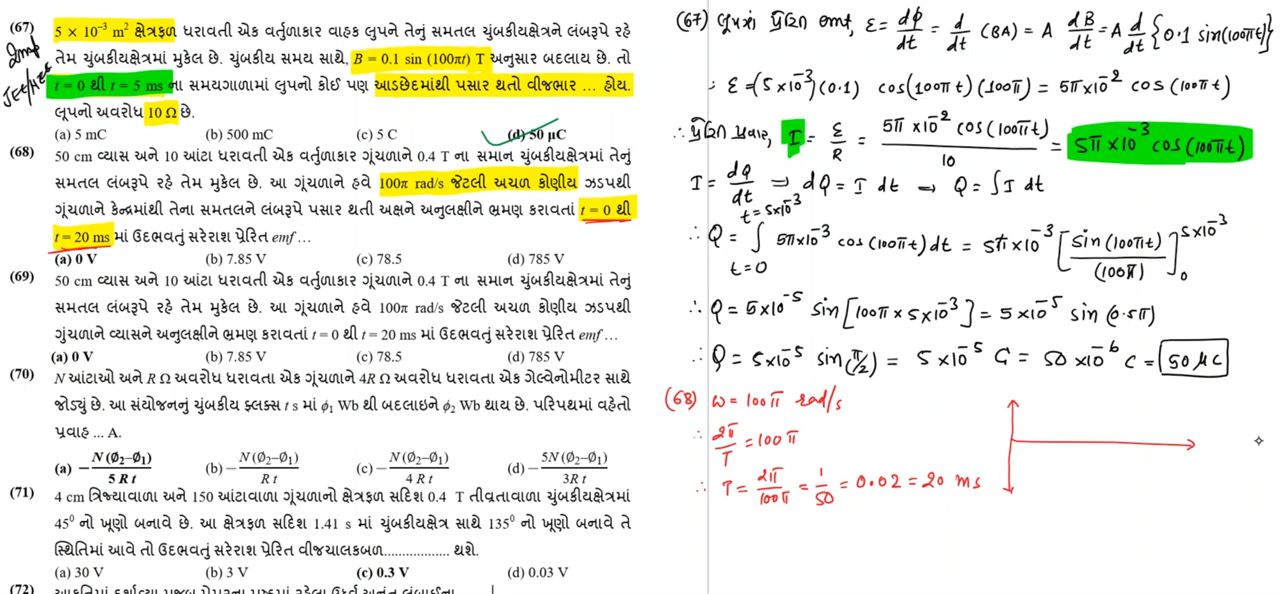 (67) 5 × 10⁻³ m² ક્ષેત્રફળ ધરાવતી એક વર્તુળાકાર વાહક લુપને તેનું સમતલ ચુંબકીયક્ષેત્રને લંબરૂપે રહે
Imp
તેમ ચુંબકીયક્ષેત્રમાં મુકેલ છે. ચુંબકીય સમય સાથે, B = 0.1 sin (100πt) T અનુસાર બદલાય છે. તો
JEE/NEET
t = 0 થી t = 5 ms ના સમયગાળામાં લુપનો કોઈ પણ આડછેદમાંથી પસાર થતો વીજભાર ... હોય.
લૂપનો અવરોધ 10 Ω છે.
(a) 5 mC (b) 500 mC (c) 5 C (d) 50 μC
(68) 50 cm વ્યાસ અને 10 આંટા ધરાવતી એક વર્તુળાકાર ગૂંચળાને 0.4 T ના સમાન ચુંબકીયક્ષેત્રમાં તેનું
સમતલ લંબરૂપે રહે તેમ મુકેલ છે. આ ગૂંચળાને હવે 100π rad/s જેટલી અચળ કોણીય ઝડપથી
ગૂંચળાને કેન્દ્રમાંથી તેના સમતલને લંબરૂપે પસાર થતી અક્ષને અનુલક્ષીને ભ્રમણ કરાવતાં t = 0 થી
t = 20 ms માં ઉદભવતું સરેરાશ પ્રેરિત emf ...
(a) 0 V (b) 7.85 V (c) 78.5 (d) 785 V
(69) 50 cm વ્યાસ અને 10 આંટા ધરાવતી એક વર્તુળાકાર ગૂંચળાને 0.4 T ના સમાન ચુંબકીયક્ષેત્રમાં તેનું
સમતલ લંબરૂપે રહે તેમ મુકેલ છે. આ ગૂંચળાને હવે 100π rad/s જેટલી અચળ કોણીય ઝડપથી
ગુંચળાને વ્યાસને અનુલક્ષીને ભ્રમણ કરાવતાં t = 0 થી t = 20 ms માં ઉદભવતું સરેરાશ પ્રેરિત emf ...
(a) 0 V (b) 7.85 V (c) 78.5 (d) 785 V
(70) N આંટાઓ અને R Ω અવરોધ ધરાવતા એક ગૂંચળાને 4R Ω અવરોધ ધરાવતા એક ગેલ્વેનોમીટર સાથે
જોડ્યું છે. આ સંયોજનનું ચુંબકીય ફ્લક્સ t s માં ϕ₁ Wb થી બદલાઇને ϕ₂ Wb થાય છે. પરિપથમાં વહેતો
પ્રવાહ ... A.
(a) −N (Ø₂−Ø₁)/5 R t (b) −N (Ø₂−Ø₁)/R t (c) −N (Ø₂−Ø₁)/4 R t (d) −5N (Ø₂−Ø₁)/3R t
(71) 4 cm ત્રિજ્યાવાળા અને 150 આંટાવાળા ગૂંચળાનો ક્ષેત્રફળ સદિશ 0.4 T તીવ્રતાવાળા ચુંબકીયક્ષેત્રમાં
45⁰ નો ખૂણો બનાવે છે. આ ક્ષેત્રફળ સદિશ 1.41 s માં ચુંબકીયક્ષેત્ર સાથે 135⁰ નો ખૂણો બનાવે તે
સ્થિતિમાં આવે તો ઉદભવતું સરેરાશ પ્રેરિત વીજચાલકબળ.................. થશે.
(a) 30 V (b) 3 V (c) 0.3 V (d) 0.03 V
(72)
(67) લુપમાં પ્રેરિત emf, ε = dϕ/dt = d/dt (BA) = A dB/dt = A d/dt {0.1 sin(100πt)}
∴ ε = (5×10⁻³)(0.1) cos(100πt)(100π) = 5π×10⁻² cos(100πt)
∴ પ્રેરિત પ્રવાહ, I = ε/R = 5π×10⁻² cos(100πt)/10 = 5π×10⁻³ cos(100πt)
I = dQ/dt ⇒ dQ = I dt → Q = ∫ I dt
∴ Q = ∫ (t=0, t=5×10⁻³) 5π×10⁻³ cos(100πt) dt = 5π×10⁻³ [sin(100πt)/(100π)]₀^5×10⁻³
∴ Q = 5×10⁻⁵ sin[100π × 5×10⁻³] = 5×10⁻⁵ sin(0.5π)
∴ Q = 5×10⁻⁵ sin(π/2) = 5×10⁻⁵ C = 50×10⁻⁶ C = 50 μC
(68) ω = 100π rad/s
∴ 2π/T = 100π
∴ T = 2π/100π = 1/50 = 0.02 = 20 ms